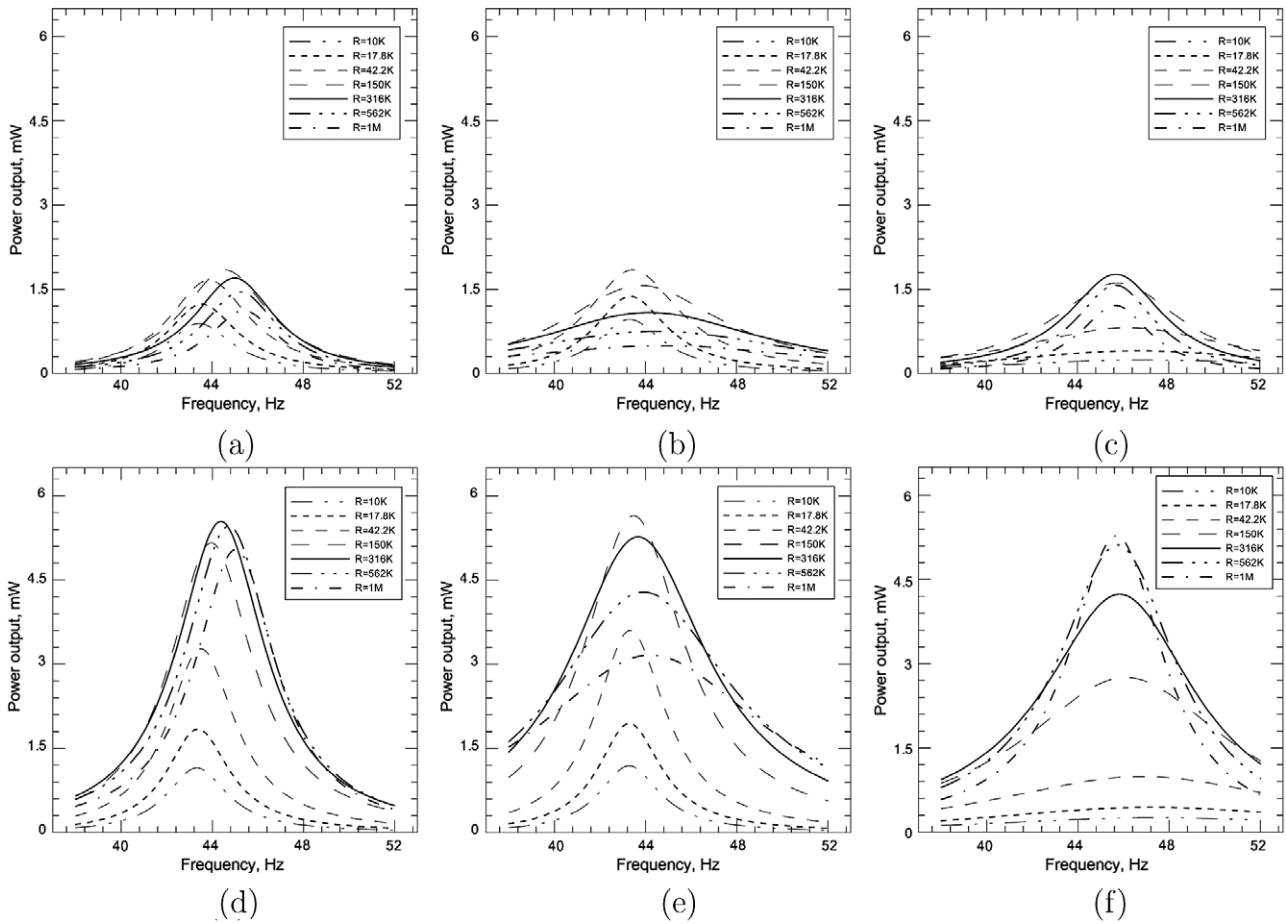 6
4.5
3
1.5
0
Power output, mW
R=10K
R=17.8K
R=42.2K
R=150K
R=316K
R=562K
R=1M
40 44 48 52
Frequency, Hz
(a)
6
4.5
3
1.5
0
Power output, mW
R=10K
R=17.8K
R=42.2K
R=150K
R=316K
R=562K
R=1M
40 44 48 52
Frequency, Hz
(b)
6
4.5
3
1.5
0
Power output, mW
R=10K
R=17.8K
R=42.2K
R=150K
R=316K
R=562K
R=1M
40 44 48 52
Frequency, Hz
(c)
6
4.5
3
1.5
0
Power output, mW
R=10K
R=17.8K
R=42.2K
R=150K
R=316K
R=562K
R=1M
40 44 48 52
Frequency, Hz
(d)
6
4.5
3
1.5
0
Power output, mW
R=10K
R=17.8K
R=42.2K
R=150K
R=316K
R=562K
R=1M
40 44 48 52
Frequency, Hz
(e)
6
4.5
3
1.5
0
Power output, mW
R=10K
R=17.8K
R=42.2K
R=150K
R=316K
R=562K
R=1M
40 44 48 52
Frequency, Hz
(f)